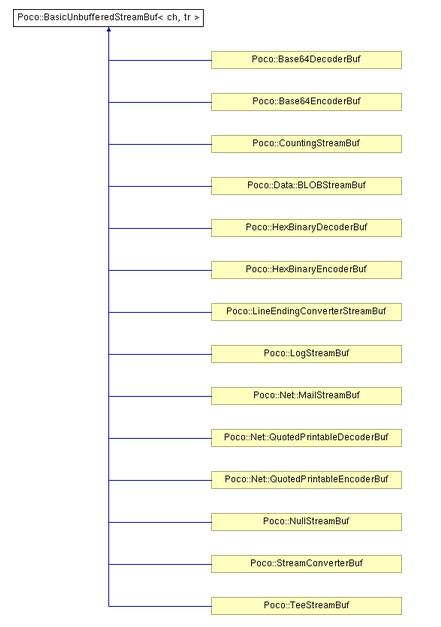 Poco::BasicUnbufferedStreamBuf< ch, tr >
Poco::Base64DecoderBuf
Poco::Base64EncoderBuf
Poco::CountingStreamBuf
Poco::Data::BLOBStreamBuf
Poco::HexBinaryDecoderBuf
Poco::HexBinaryEncoderBuf
Poco::LineEndingConverterStreamBuf
Poco::LogStreamBuf
Poco::Net::MailStreamBuf
Poco::Net::QuotedPrintableDecoderBuf
Poco::Net::QuotedPrintableEncoderBuf
Poco::NullStreamBuf
Poco::StreamConverterBuf
Poco::TeeStreamBuf